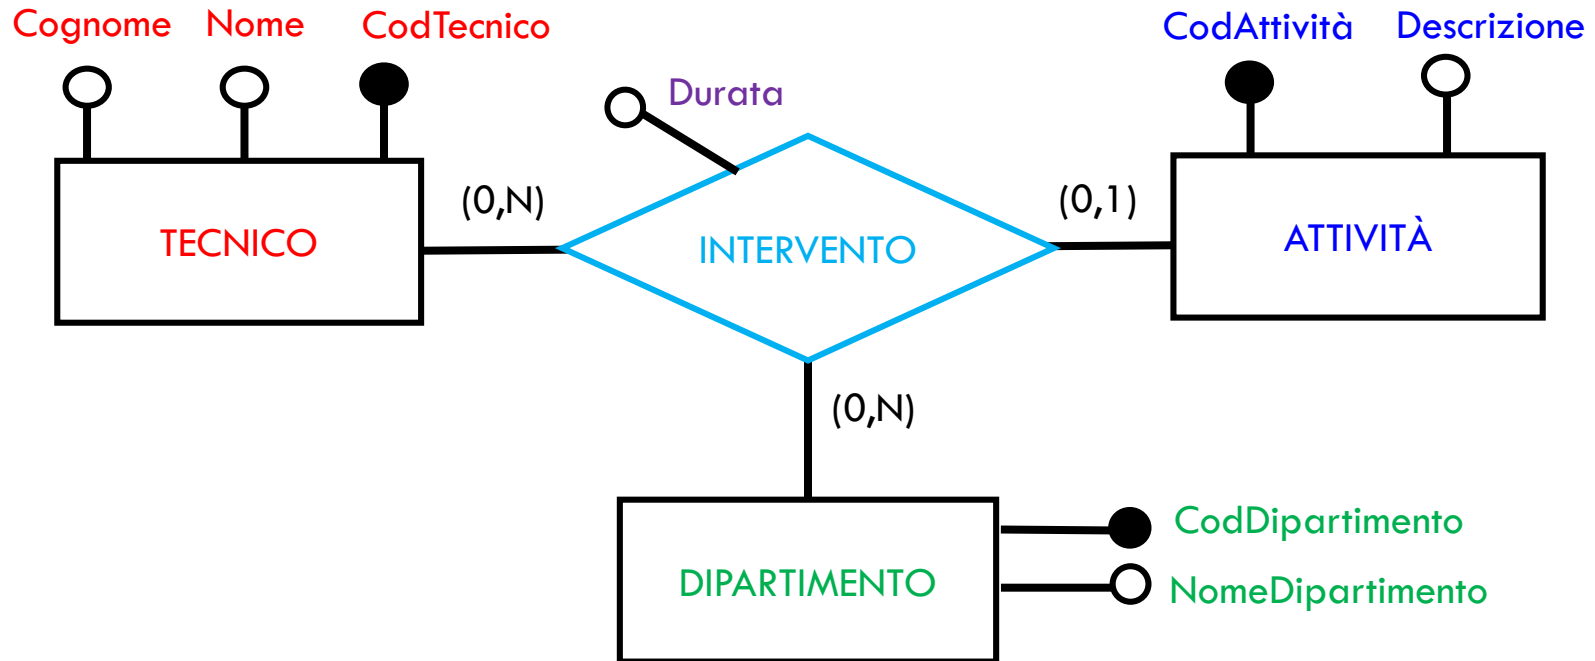 Cognome Nome CodTecnico
CodAttività Descrizione
Durata
(0,N)
(0,1)
TECNICO
INTERVENTO
ATTIVITÀ
(0,N)
CodDipartimento
DIPARTIMENTO
NomeDipartimento